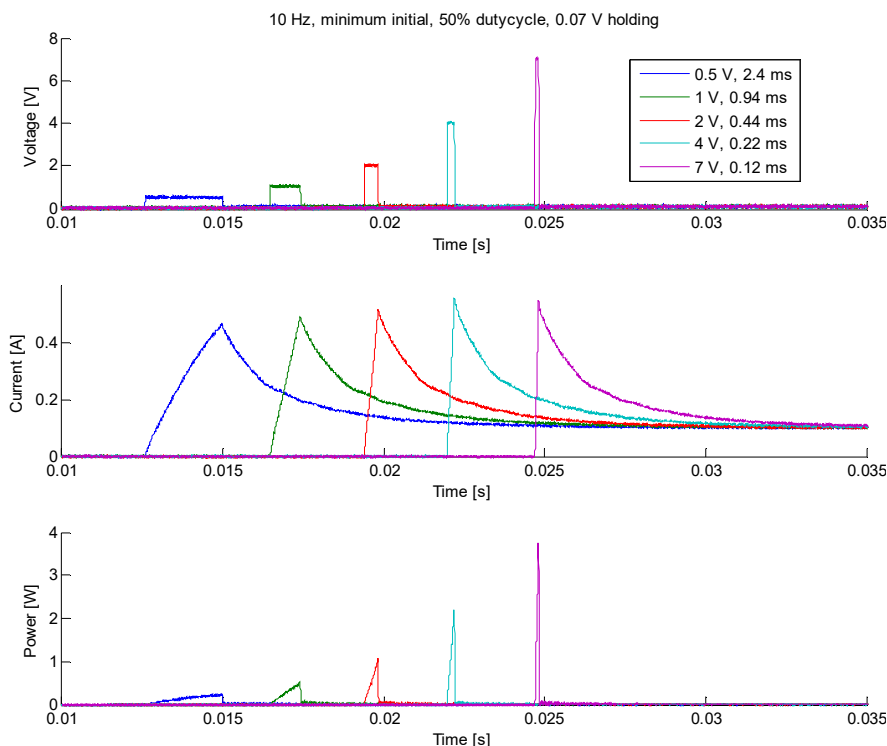 10 Hz, minimum initial, 50% dutycycle, 0.07 V holding
8
6
4
2
0
Voltage [V]
0.5 V, 2.4 ms
1 V, 0.94 ms
2 V, 0.44 ms
4 V, 0.22 ms
7 V, 0.12 ms
0.01 0.015 0.02 0.025 0.03 0.035
Time [s]
0.4
0.2
0
Current [A]
0.01 0.015 0.02 0.025 0.03 0.035
Time [s]
4
3
2
1
0
Power [W]
0.01 0.015 0.02 0.025 0.03 0.035
Time [s]